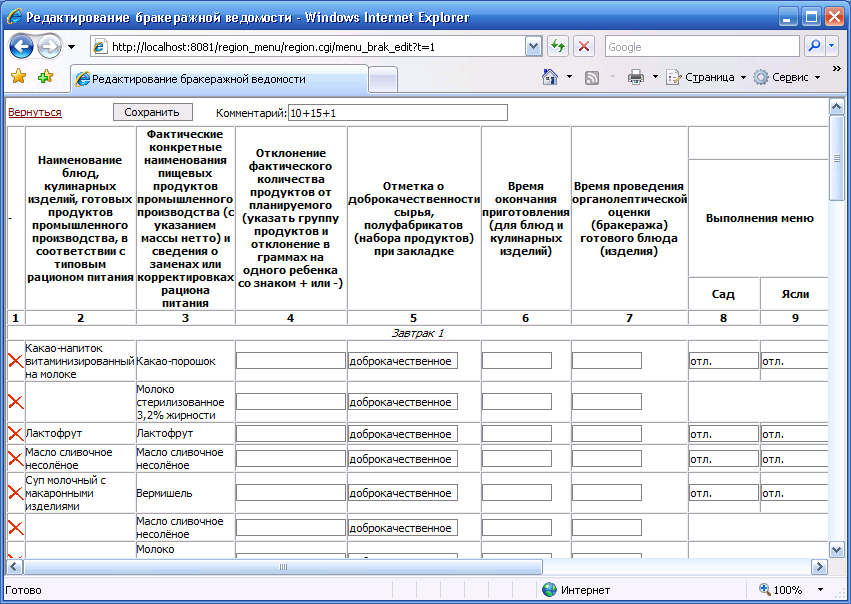 Редактирование бракеражной ведомости - Windows Internet Explorer
http://localhost:8081/region_menu/region.cgi/menu_brak_edit?t=1
Google
Редактирование бракеражной ведомости
Страница
Сервис
»
Вернуться
Сохранить
Комментарий:
10+15+1
-
Наименование
блюд,
кулинарных
изделий, готовых
продуктов
промышленного
производства, в
соответствии с
типовым
рационом питания
Фактические
конкретные
наименования
пищевых
продуктов
промышленного
производства (с
указанием
массы нетто) и
сведения о
заменах или
корректировках
рациона
питания
Отклонение
фактического
количества
продуктов от
планируемого
(указать группу
продуктов и
отклонение в
граммах на
одного ребенка
со знаком + или -)
Отметка о
доброкачественности
сырья,
полуфабрикатов
(набора продуктов)
при закладке
Время
окончания
приготовления
(для блюд и
кулинарных
изделий)
Время проведения
органолептической
оценки
(бракеража)
готового блюда
(изделия)
Выполнения меню
Сад
Ясли
1 2 3 4 5 6 7 8 9
Завтрак 1
Какао-напиток
витаминизированный
на молоке
Какао-порошок
доброкачественное
отл.
отл.
Молоко
стерилизованное
3,2% жирности
доброкачественное
Лактофрут
Лактофрут
доброкачественное
отл.
отл.
Масло сливочное
несолёное
Масло сливочное
несолёное
доброкачественное
отл.
отл.
Суп молочный с
макаронными
изделиями
Вермишель
доброкачественное
отл.
отл.
Масло сливочное
несолёное
доброкачественное
Молоко
Готово
Интернет
100%